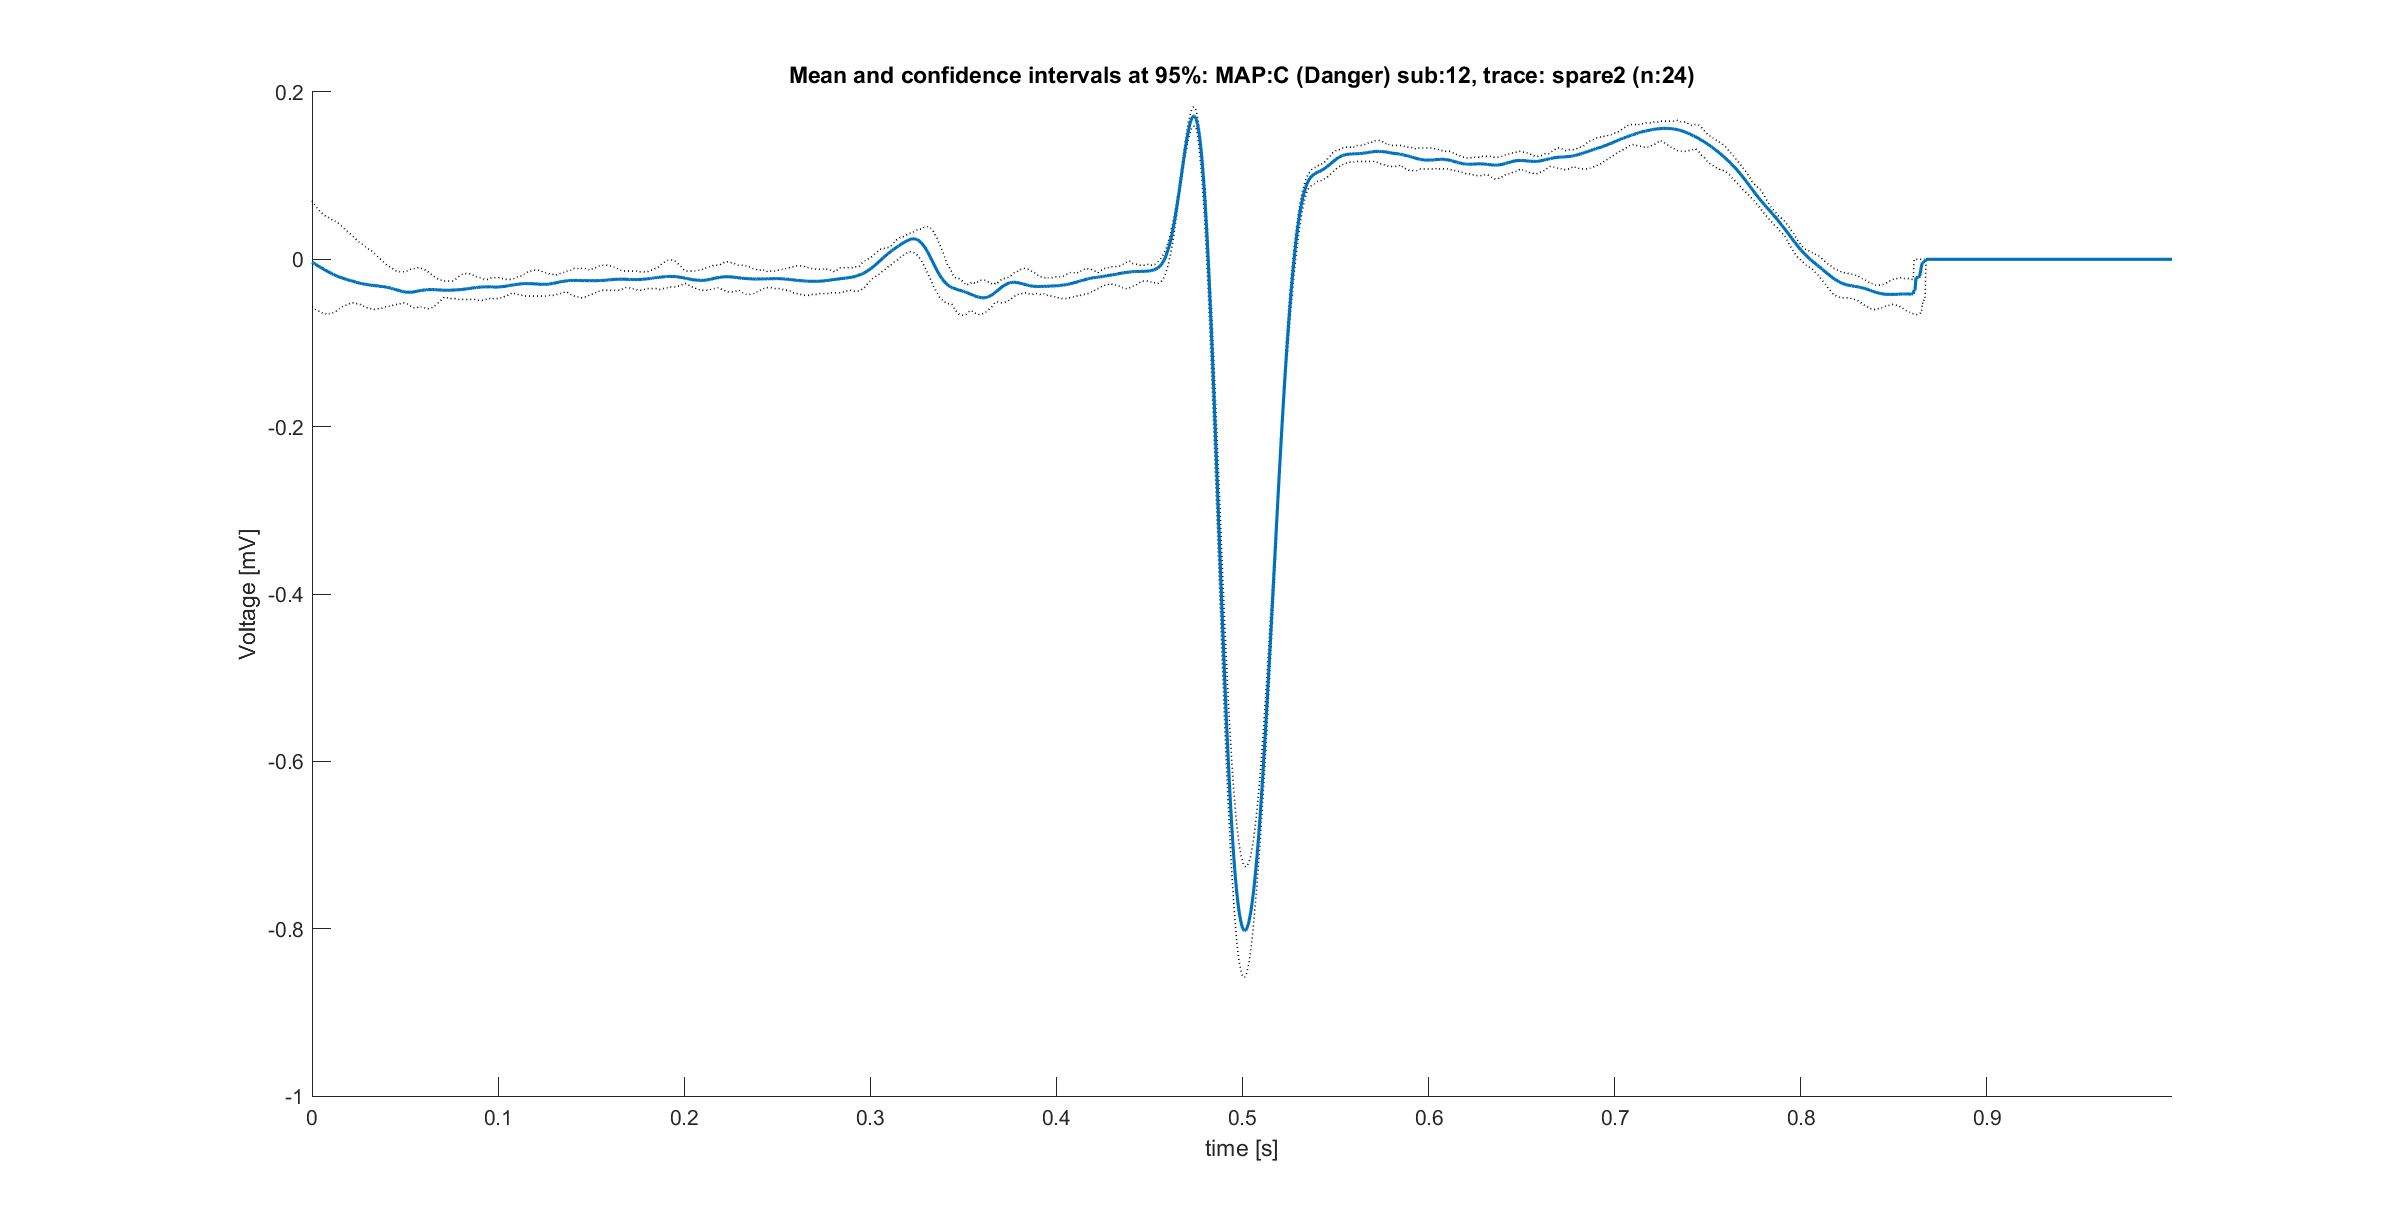 Mean and confidence intervals at 95%: MAP:C (Danger) sub:12, trace: spare2 (n:24)
0.2
0
-0.2
-0.4
-0.6
-0.8
-1
Voltage [mV]
0 0.1 0.2 0.3 0.4 0.5 0.6 0.7 0.8 0.9
time [s]